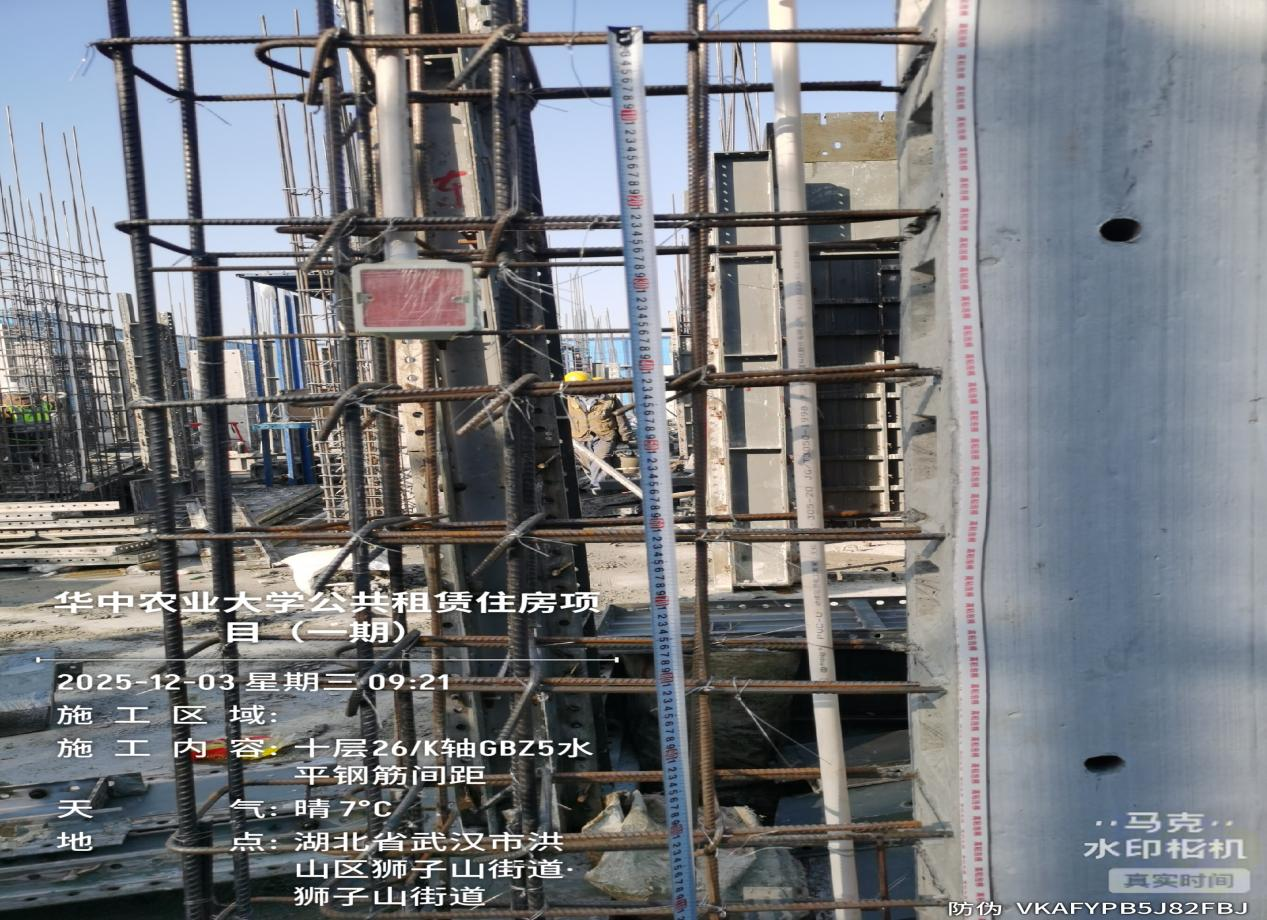 华中农业大学公共租赁住房项
目（一期）
2025-12-03 星期三 09:21
施工区域:
施工内容: 十层26/K轴GBZ5水
平钢筋间距
天气: 晴 7°C
地点: 湖北省武汉市洪
山区狮子山街道·
狮子山街道
马克
水印相机
真实时间
防伪 VKAFYPB5J82FBJ